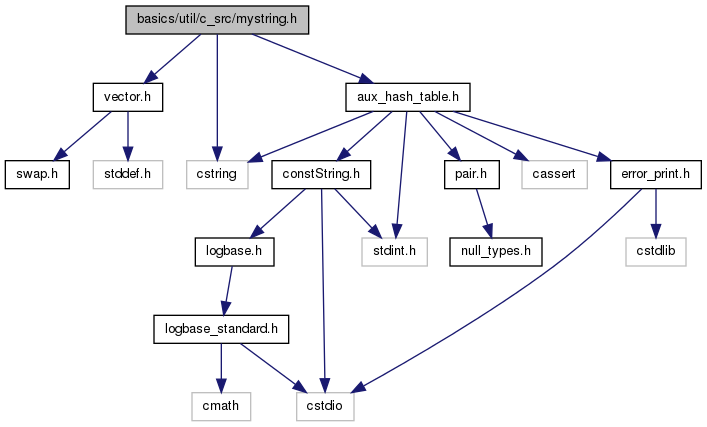 basics/util/c_src/mystring.h
vector.h
aux_hash_table.h
swap.h
stddef.h
cstring
constString.h
pair.h
cassert
error_print.h
logbase.h
stdint.h
null_types.h
cstdlib
logbase_standard.h
cmath
cstdio